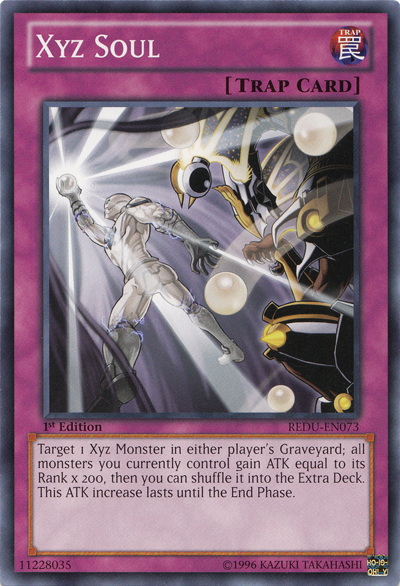 Xyz Soul
TRAP
罠
[Trap Card]
1st Edition
REDU-EN073
Target 1 Xyz Monster in either player's Graveyard; all
monsters you currently control gain ATK equal to its
Rank x 200, then you can shuffle it into the Extra Deck.
This ATK increase lasts until the End Phase.
11228035
©1996 KAZUKI TAKAHASHI